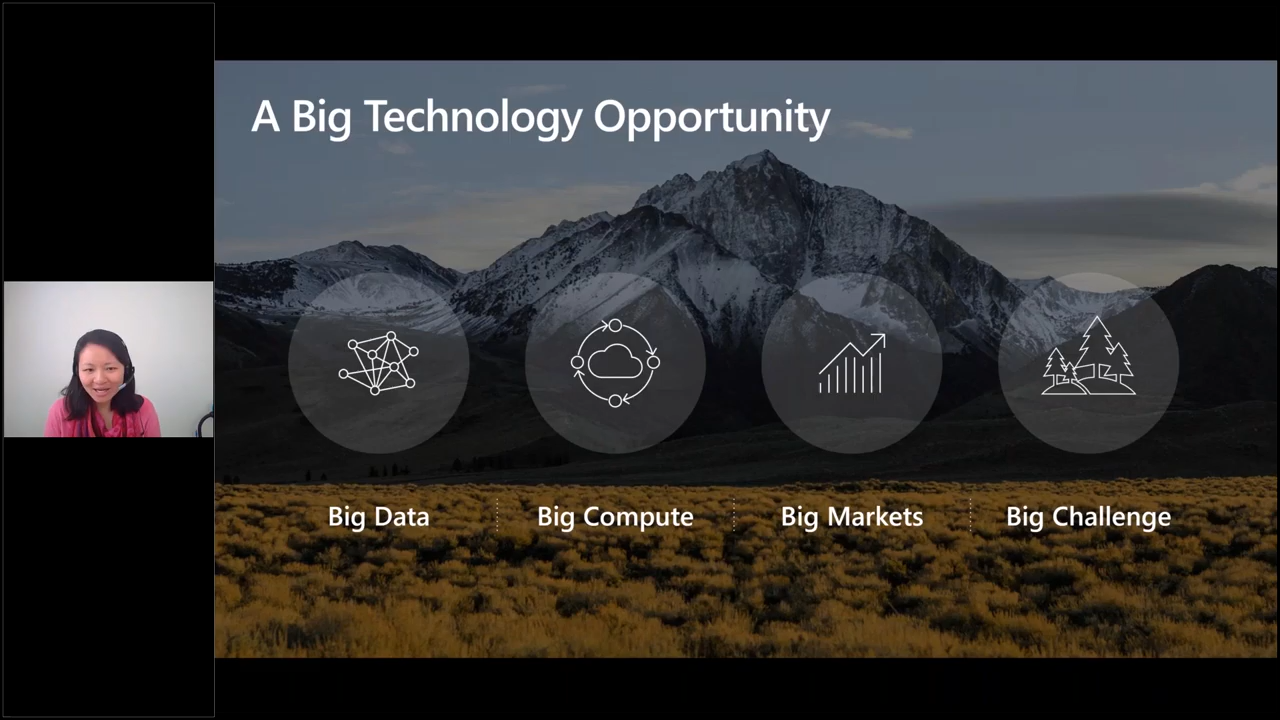 A Big Technology Opportunity
Big Data
Big Compute
Big Markets
Big Challenge